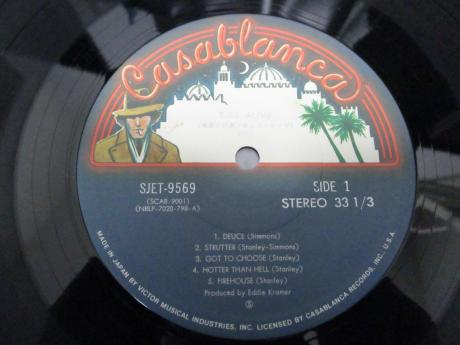 Casablanca
KISS ALIVE
SJET-9569
SIDE 1
(SCAB-9001)
(NBLP-7020-798-A)
STEREO 33 1/3
1. DEUCE (Simmons)
2. STRUTTER (Stanley-Simmons)
3. GOT TO CHOOSE (Stanley)
4. HOTTER THAN HELL (Stanley)
5. FIREHOUSE (Stanley)
Produced by Eddie Kramer
Ⓢ
MADE IN JAPAN BY VICTOR MUSICAL INDUSTRIES, INC. LICENSED BY CASABLANCA RECORDS, INC., U.S.A.